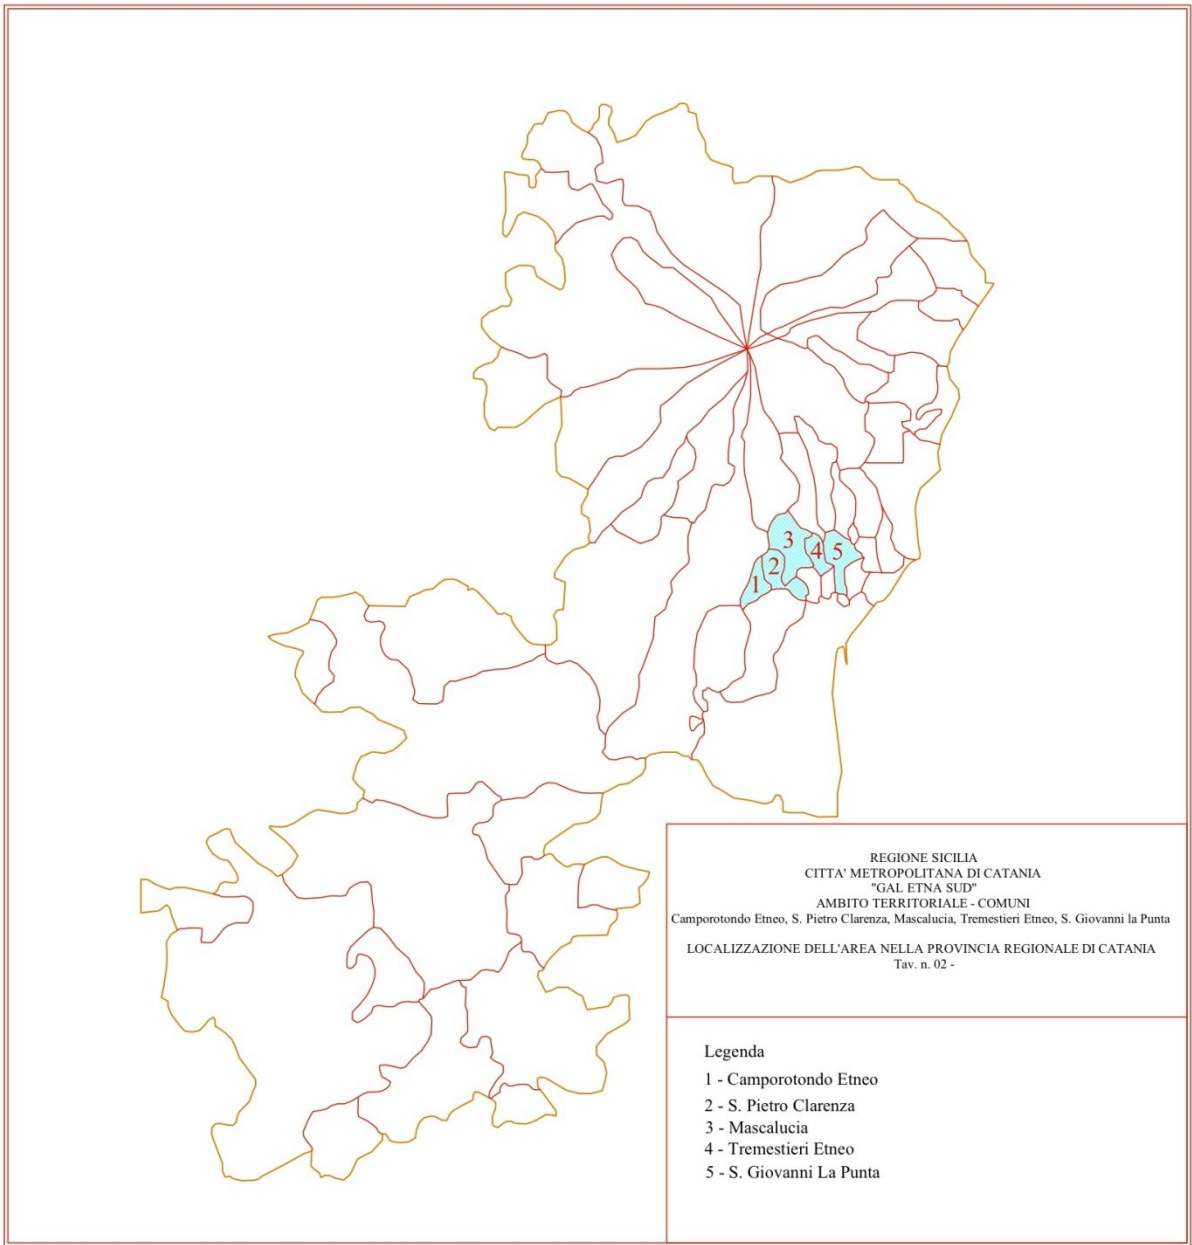 3
4
5
2
1
REGIONE SICILIA
CITTA' METROPOLITANA DI CATANIA
"GAL ETNA SUD"
AMBITO TERRITORIALE - COMUNI
Camporotondo Etneo, S. Pietro Clarenza, Mascalucia, Tremestieri Etneo, S. Giovanni la Punta
LOCALIZZAZIONE DELL'AREA NELLA PROVINCIA REGIONALE DI CATANIA
Tav. n. 02 -
Legenda
1 - Camporotondo Etneo
2 - S. Pietro Clarenza
3 - Mascalucia
4 - Tremestieri Etneo
5 - S. Giovanni La Punta